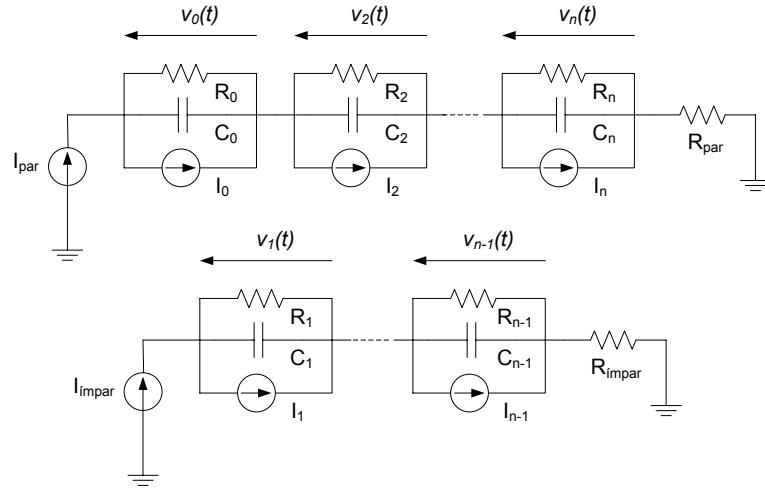 v0(t) v2(t) vn(t)
R0 R2 Rn
C0 C2 Cn
Ipar I0 I2 In Rpar
v1(t) vn-1(t)
R1 Rn-1
C1 Cn-1
Iímpar I1 In-1 Rímpar